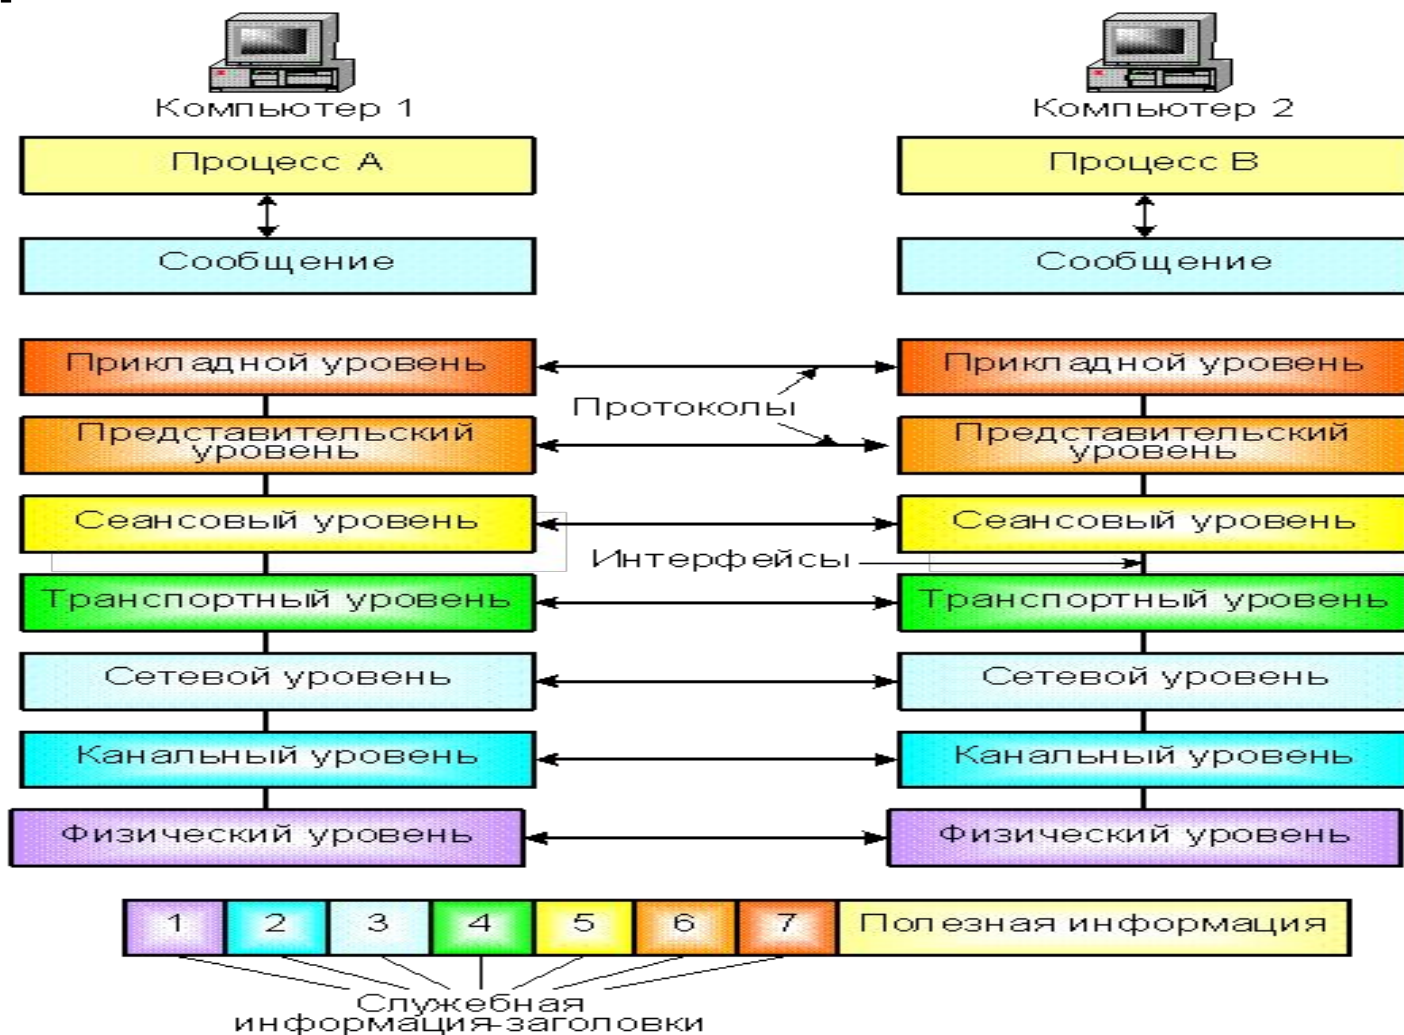 Компьютер 1
Компьютер 2
Процесс А
Процесс В
Сообщение
Сообщение
Прикладной уровень
Прикладной уровень
Протоколы
Представительский
уровень
Представительский
уровень
Сеансовый уровень
Сеансовый уровень
Интерфейсы
Транспортный уровень
Транспортный уровень
Сетевой уровень
Сетевой уровень
Канальный уровень
Канальный уровень
Физический уровень
Физический уровень
1 2 3 4 5 6 7 Полезная информация
Служебная
информация-заголовки